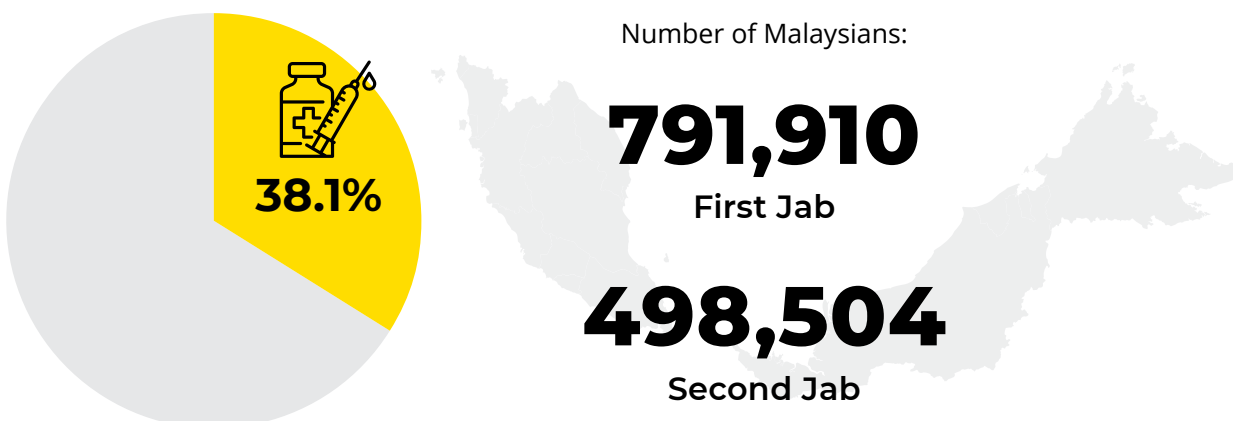 38.1%
Number of Malaysians:
791,910
First Jab
498,504
Second Jab